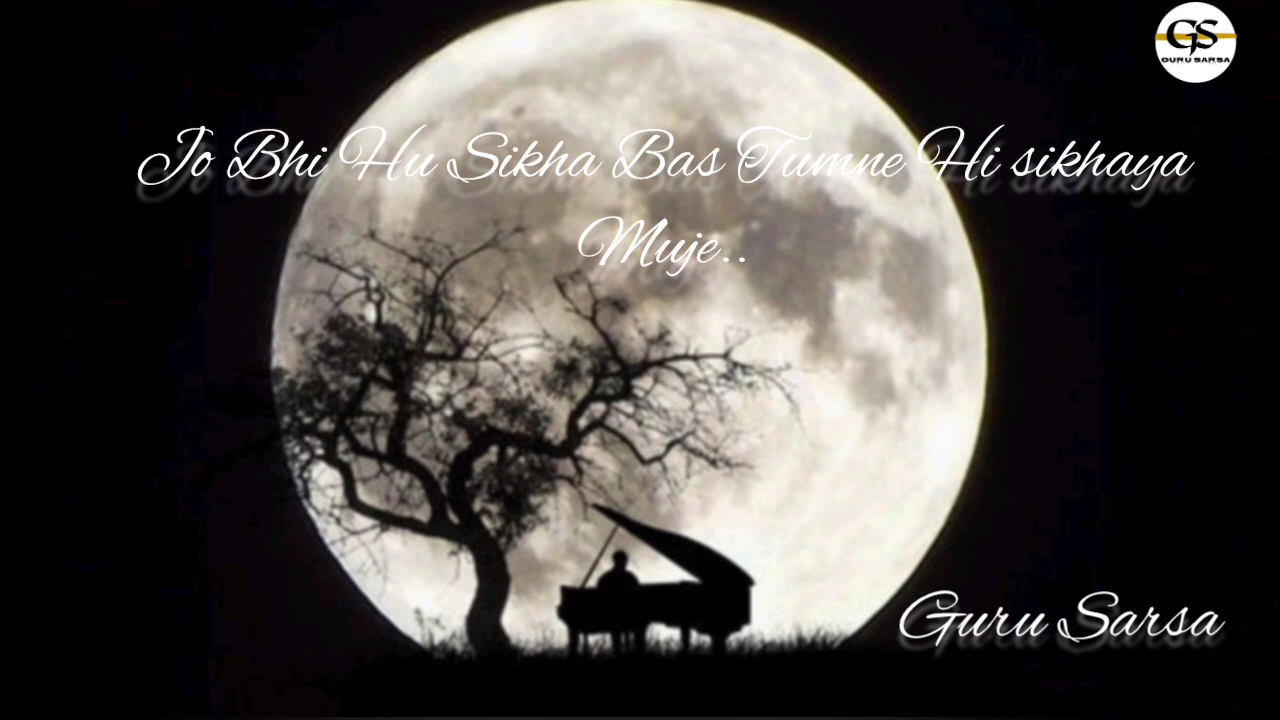 GS
GURU SARSA
Jo Bhi Hu Sikha Bas Tumne Hi sikhaya
Muje..
Guru Sarsa